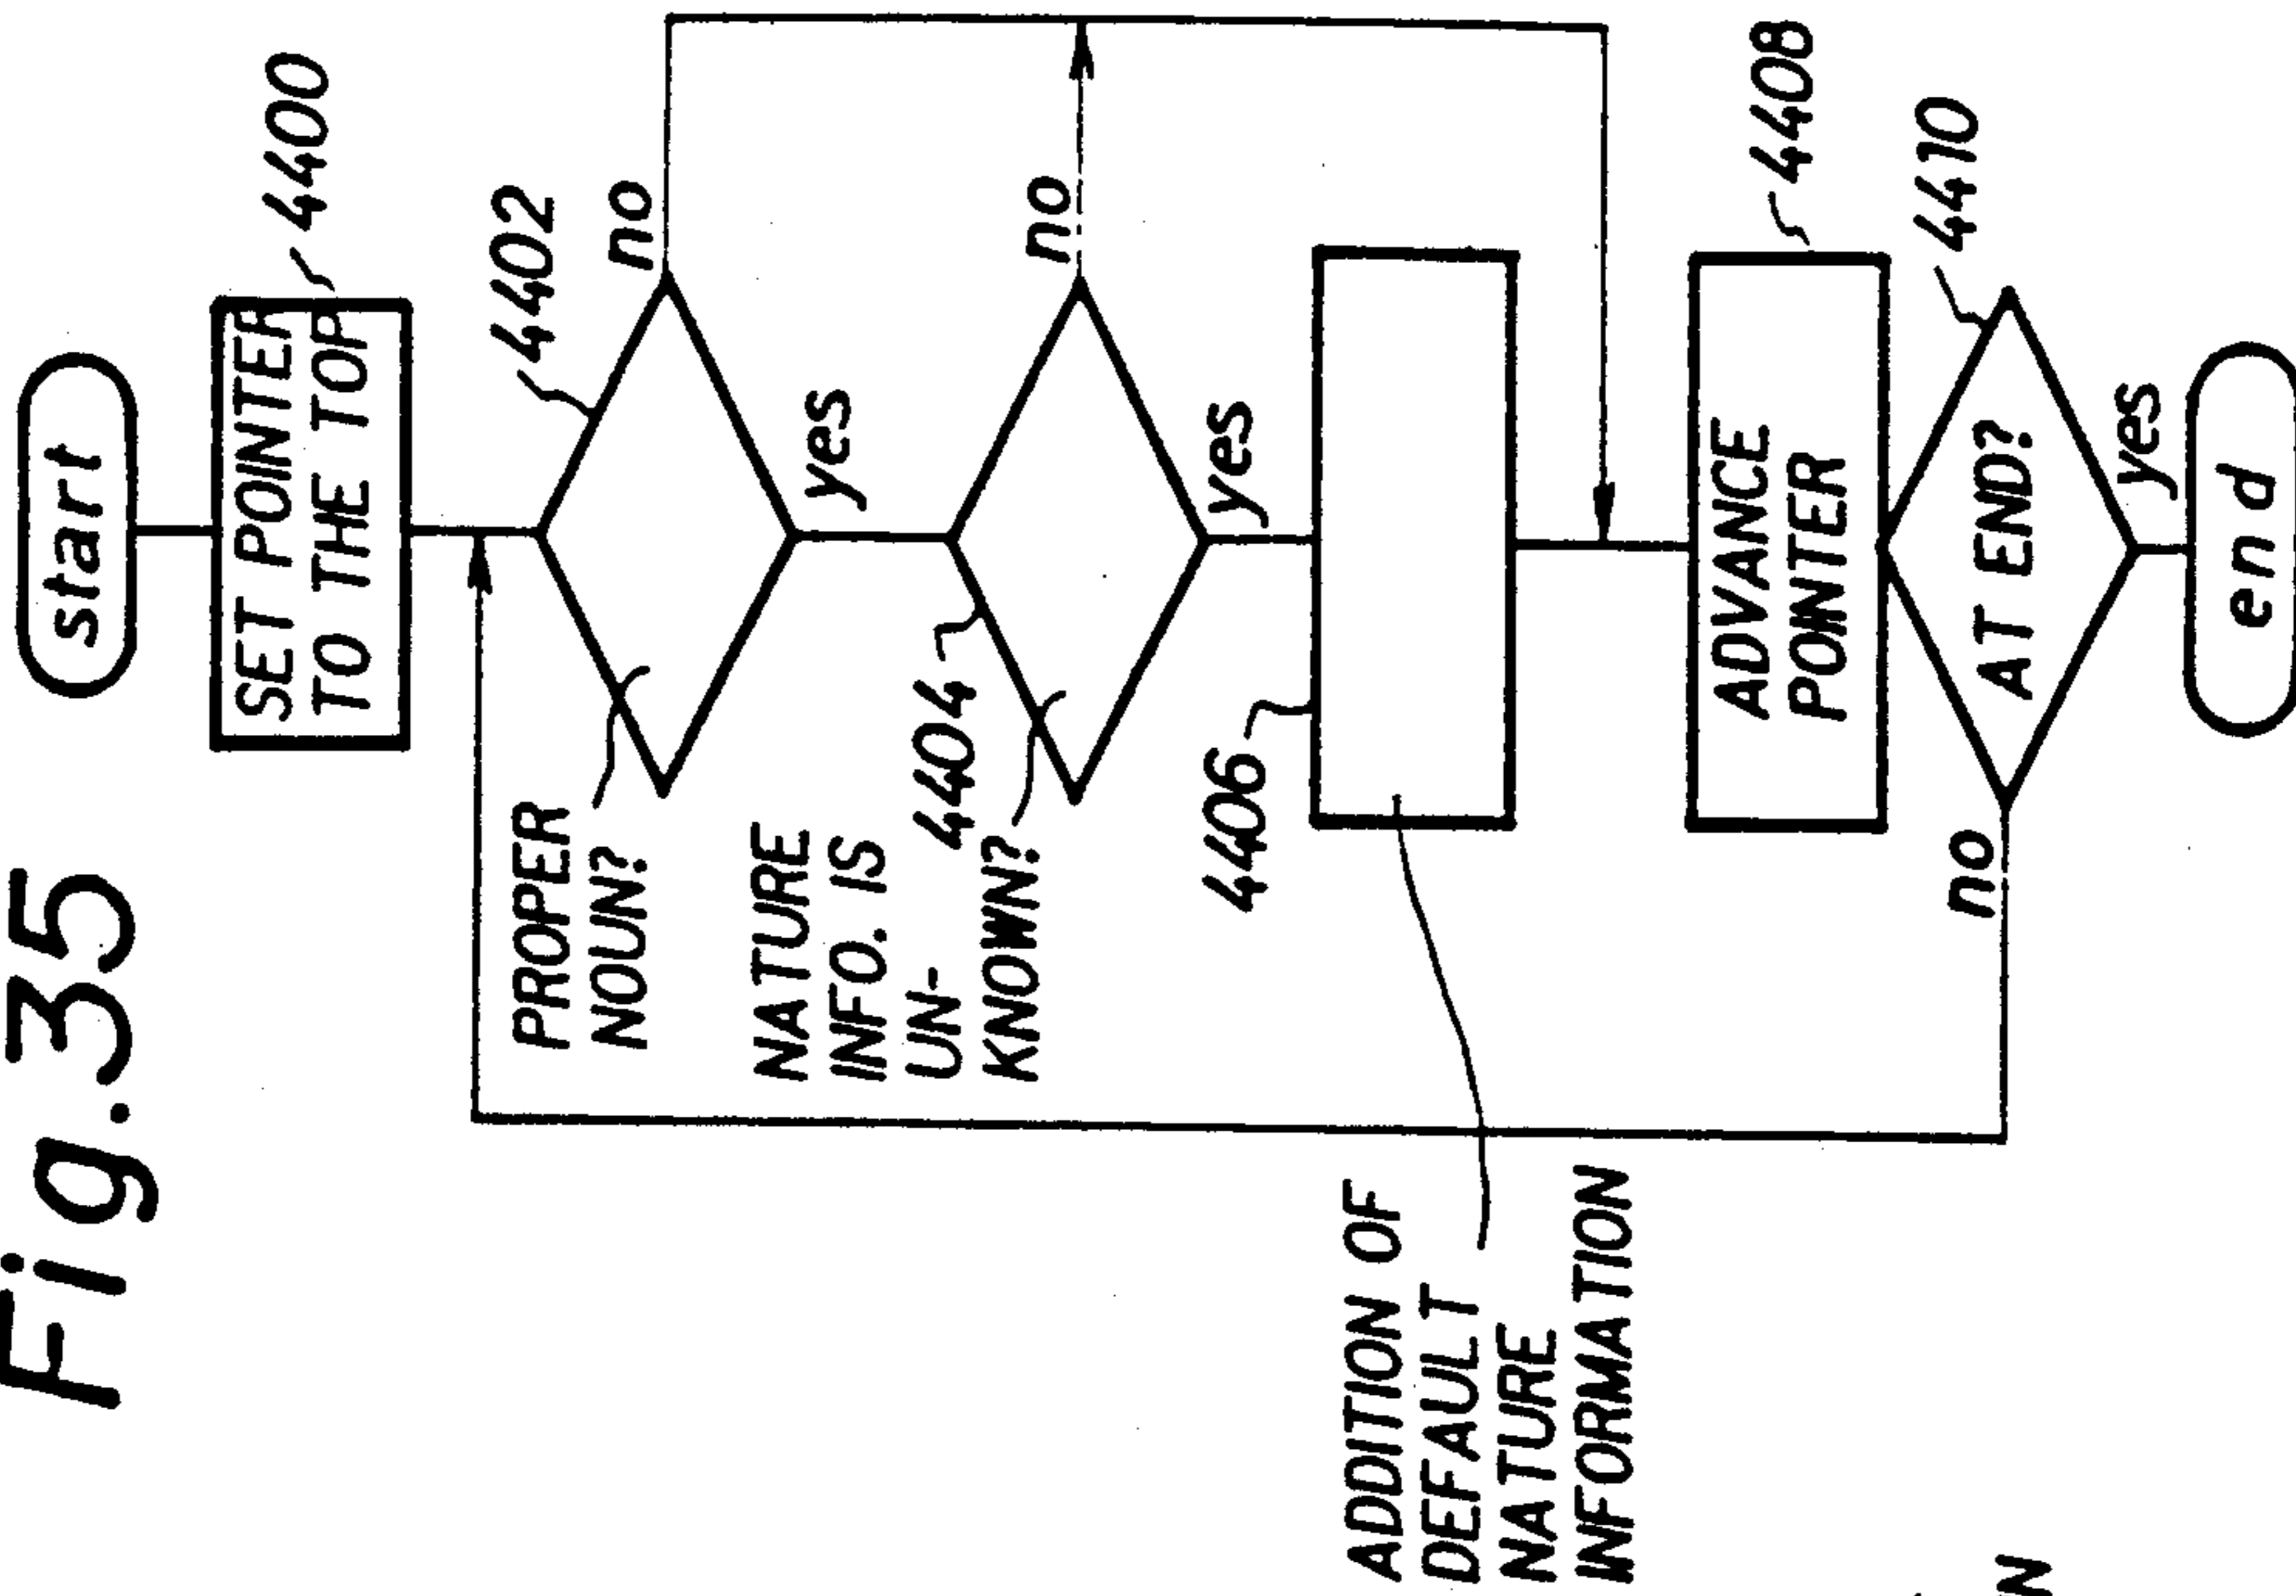 Fig. 35
start
SET POINTER
TO THE TOP
4400
4402
PROPER
NOUN?
no
yes
4404
NATURE
INFO. IS
UN-
KNOWN?
no
yes
4406
ADDITION OF
DEFAULT
NATURE
INFORMATION
ADVANCE
POINTER
4408
4410
AT END?
no
yes
end
N